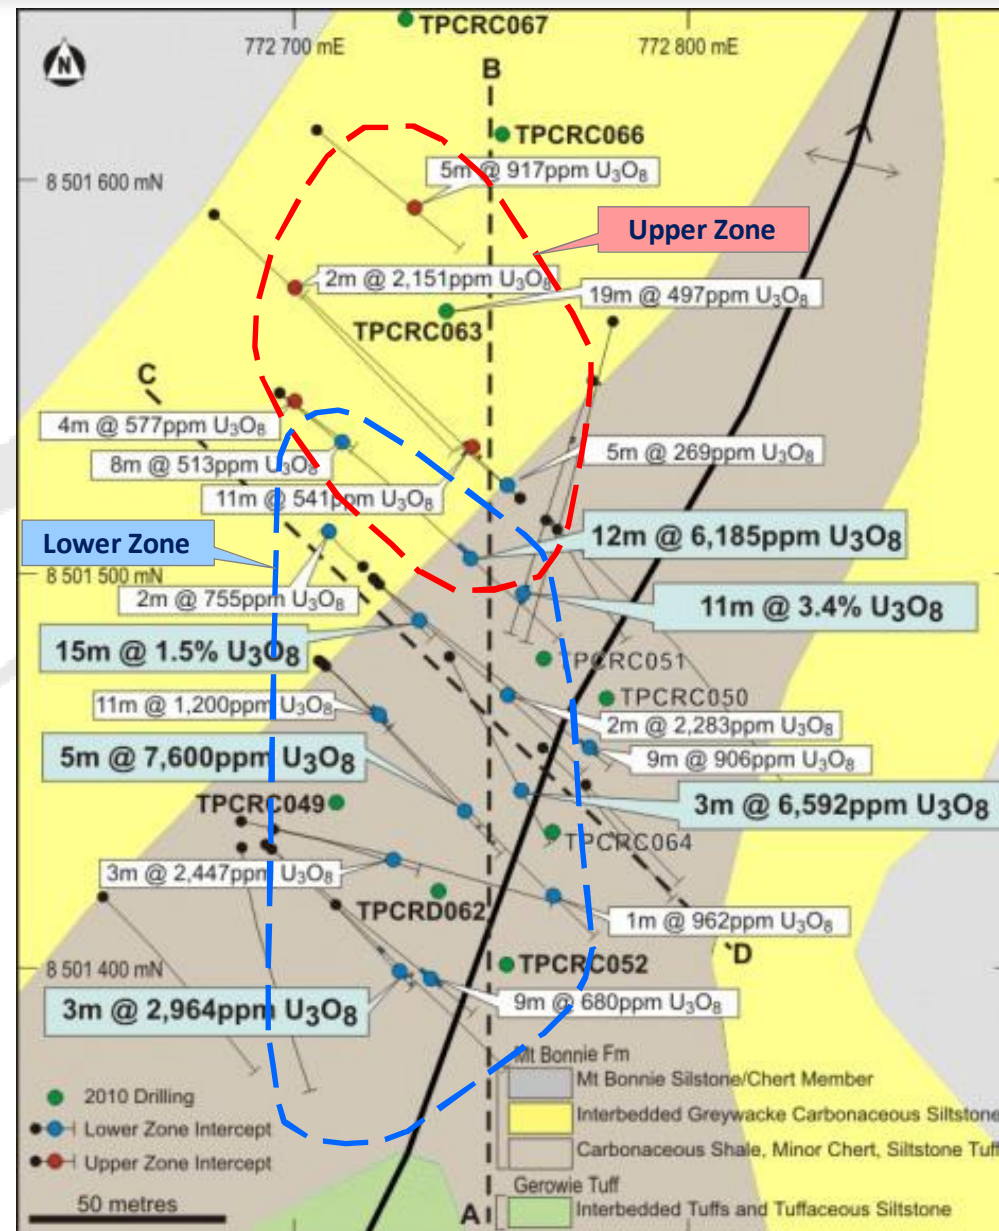 TPCRC067
772 700 mE
772 800 mE
N
B
TPCRC066
5m @ 917ppm U₃O₈
8 501 600 mN
Upper Zone
2m @ 2,151ppm U₃O₈
19m @ 497ppm U₃O₈
TPCRC063
C
4m @ 577ppm U₃O₈
8m @ 513ppm U₃O₈
5m @ 269ppm U₃O₈
11m @ 541ppm U₃O₈
12m @ 6,185ppm U₃O₈
Lower Zone
8 501 500 mN
2m @ 755ppm U₃O₈
11m @ 3.4% U₃O₈
15m @ 1.5% U₃O₈
TPCRC051
TPCRC050
11m @ 1,200ppm U₃O₈
2m @ 2,283ppm U₃O₈
5m @ 7,600ppm U₃O₈
9m @ 906ppm U₃O₈
TPCRC049
3m @ 6,592ppm U₃O₈
TPCRC064
3m @ 2,447ppm U₃O₈
TPCRD062
1m @ 962ppm U₃O₈
D
8 501 400 mN
TPCRC052
3m @ 2,964ppm U₃O₈
9m @ 680ppm U₃O₈
Mt Bonnie Fm
Mt Bonnie Silstone/Chert Member
2010 Drilling
Interbedded Greywacke Carbonaceous Siltstone
Lower Zone Intercept
Carbonaceous Shale, Minor Chert, Siltstone Tuff
Upper Zone Intercept
Gerowie Tuff
50 metres
A
Interbedded Tuffs and Tuffaceous Siltstone